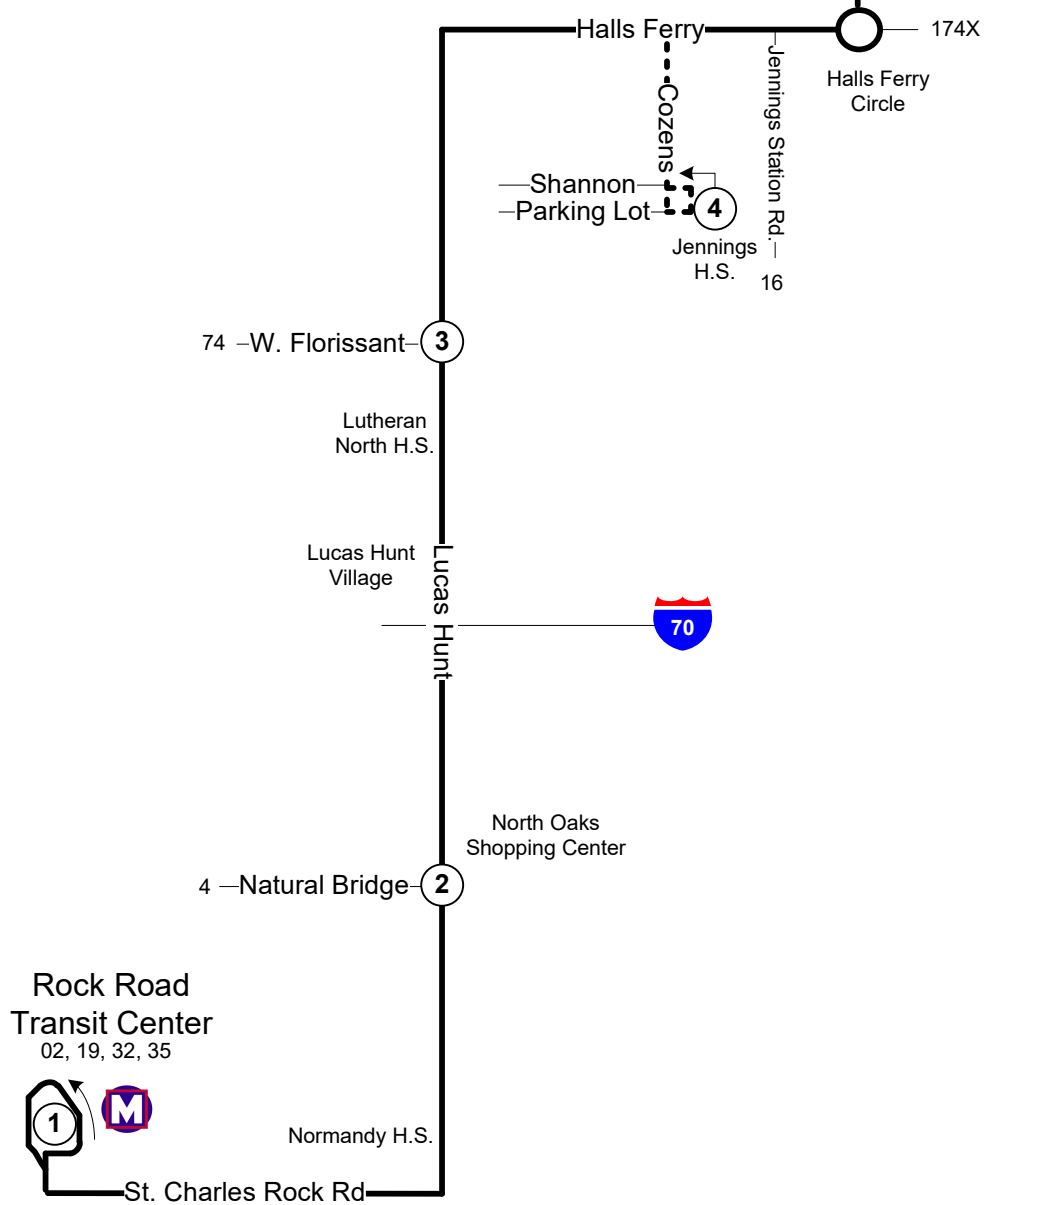 Halls Ferry
174X
Halls Ferry
Circle
Jennings Station Rd.
Cozens
Shannon
Parking Lot
4
Jennings
H.S.
16
74
W. Florissant
3
Lutheran
North H.S.
Lucas Hunt
Village
Lucas Hunt
70
North Oaks
Shopping Center
4
Natural Bridge
2
Rock Road
Transit Center
02, 19, 32, 35
1
M
Normandy H.S.
St. Charles Rock Rd